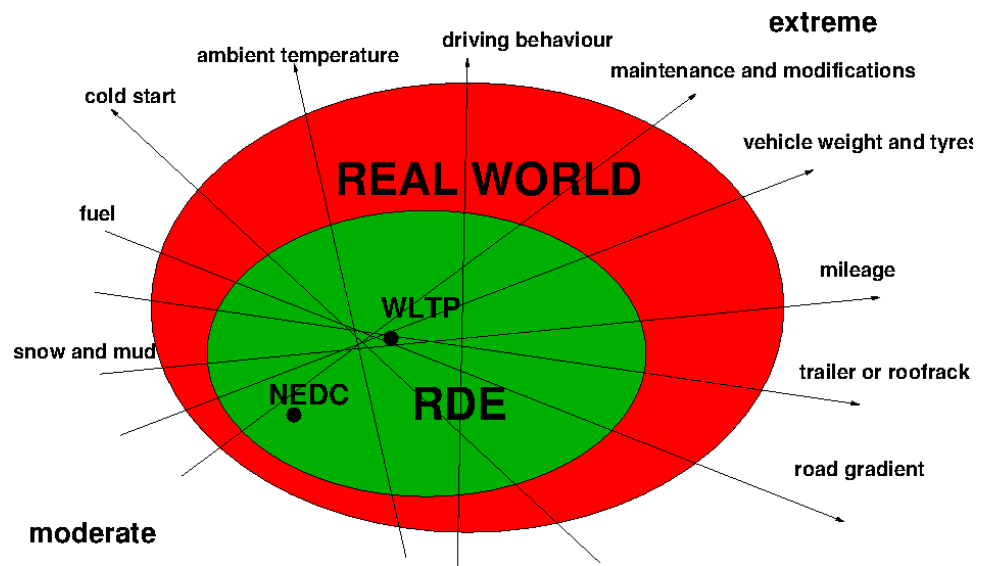 extreme
driving behaviour
ambient temperature
maintenance and modifications
cold start
vehicle weight and tyres
REAL WORLD
fuel
mileage
WLTP
snow and mud
trailer or roofrack
NEDC
RDE
road gradient
moderate